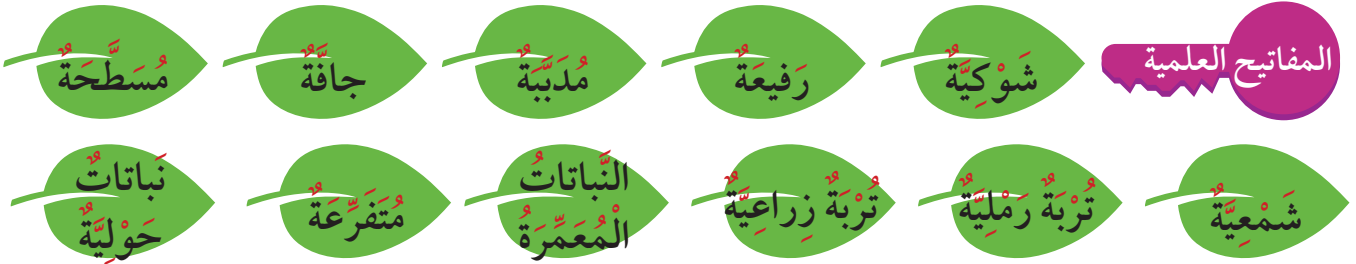 المفاتيح العلمية
شَوْكِيَّةٌ
رَفيعَةٌ
مُدَبَّبَةٌ
جافَّةٌ
مُسَطَّحَةٌ
شَمْعِيَّةٌ
تُرْبَةٌ رَمْلِيَّةٌ
تُرْبَةٌ زِراعِيَّةٌ
النَّباتاتُ
الْمُعَمِّرَةُ
مُتَفَرِّعَةٌ
نَباتاتٌ
حَوْلِيَّةٌ